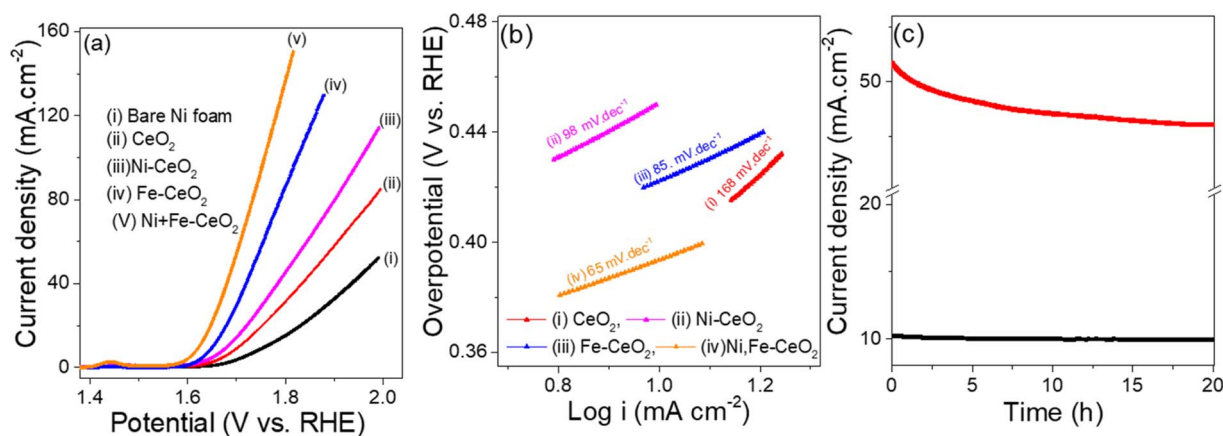 (a)
Current density (mA.cm⁻²)
160
120
80
40
0
1.4
1.6
1.8
2.0
Potential (V vs. RHE)
(v)
(iv)
(iii)
(ii)
(i)
(i) Bare Ni foam
(ii) CeO₂
(iii)Ni-CeO₂
(iv) Fe-CeO₂
(V) Ni+Fe-CeO₂
(b)
Overpotential (V vs. RHE)
0.48
0.44
0.40
0.36
0.8
1.0
1.2
Log i (mA cm⁻²)
(ii) 98 mV.dec⁻¹
(iii) 85. mV.dec⁻¹
(i) 168 mV.dec⁻¹
(iv) 65 mV.dec⁻¹
(i) CeO₂, (ii) Ni-CeO₂
(iii) Fe-CeO₂, (iv)Ni,Fe-CeO₂
(c)
Current density (mA.cm⁻²)
50
20
10
0
5
10
15
20
Time (h)